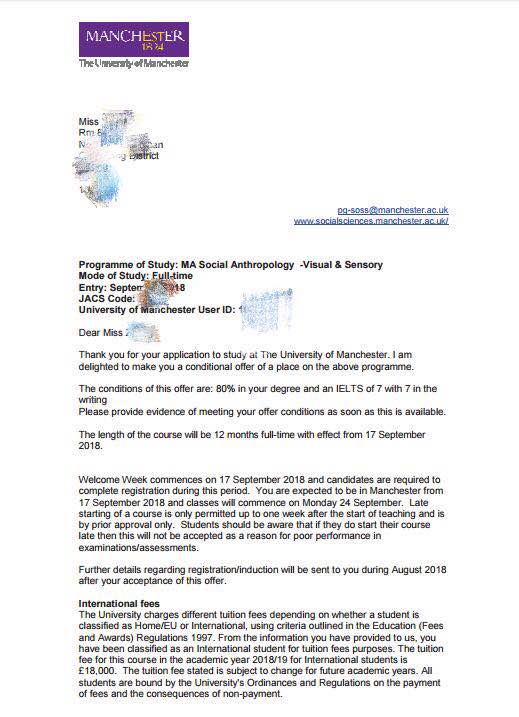 MANCHESTER
1824
The University of Manchester
Miss
Rm
District
pg-soss@manchester.ac.uk
www.socialsciences.manchester.ac.uk/
Programme of Study: MA Social Anthropology -Visual & Sensory
Mode of Study: Full-time
Entry: 18
JACS Code:
University of Manchester User ID:
Dear Miss
Thank you for your application to study at The University of Manchester. I am
delighted to make you a conditional offer of a place on the above programme.
The conditions of this offer are: 80% in your degree and an IELTS of 7 with 7 in the
writing
Please provide evidence of meeting your offer conditions as soon as this is available.
The length of the course will be 12 months full-time with effect from 17 September
2018.
Welcome Week commences on 17 September 2018 and candidates are required to
complete registration during this period. You are expected to be in Manchester from
17 September 2018 and classes will commence on Monday 24 September. Late
starting of a course is only permitted up to one week after the start of teaching and is
by prior approval only. Students should be aware that if they do start their course
late then this will not be accepted as a reason for poor performance in
examinations/assessments.
Further details regarding registration/induction will be sent to you during August 2018
after your acceptance of this offer.
International fees
The University charges different tuition fees depending on whether a student is
classified as Home/EU or International, using criteria outlined in the Education (Fees
and Awards) Regulations 1997. From the information you have provided to us, you
have been classified as an International student for tuition fees purposes. The tuition
fee for this course in the academic year 2018/19 for International students is
£18,000. The tuition fee stated is subject to change for future academic years. All
students are bound by the University's Ordinances and Regulations on the payment
of fees and the consequences of non-payment.